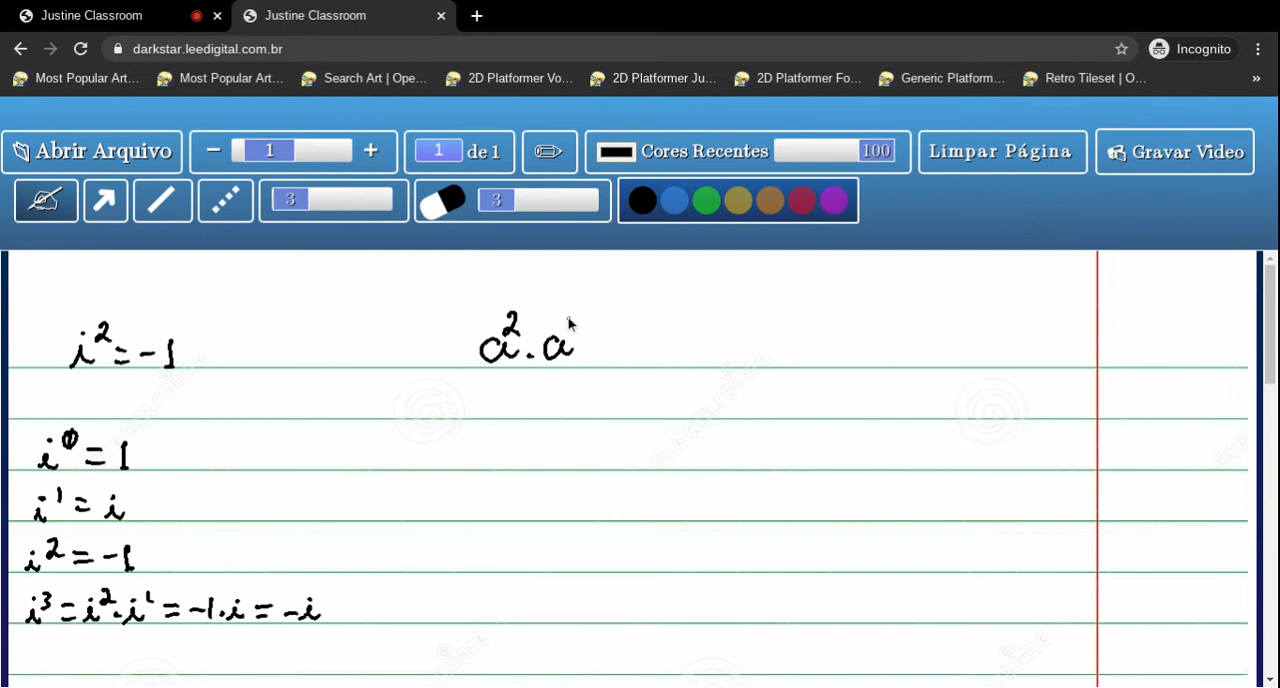 Justine Classroom
Justine Classroom
darkstar.leedigital.com.br
Incognito
Most Popular Art...
Most Popular Art...
Search Art | Ope...
2D Platformer Vo...
2D Platformer Ju...
2D Platformer Fo...
Generic Platform...
Retro Tileset | O...
»
Abrir Arquivo
− 1 +
1 de 1
Cores Recentes 100
Limpar Página
Gravar Video
3
3
i² = -1
a² . a
i⁰ = 1
i¹ = i
i² = -1
i³ = i² . i¹ = -1 . i = -i